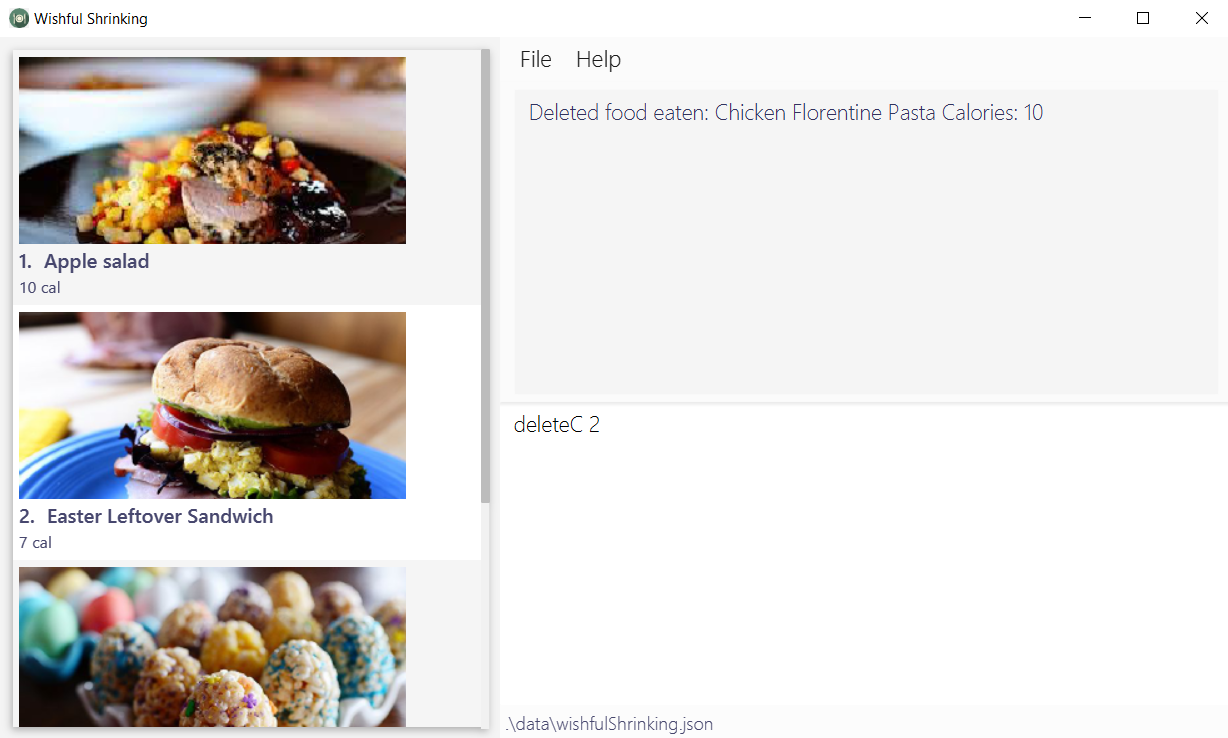 Wishful Shrinking
File Help
Deleted food eaten: Chicken Florentine Pasta Calories: 10
1. Apple salad
10 cal
deleteC 2
2. Easter Leftover Sandwich
7 cal
.\data\wishfulShrinking.json